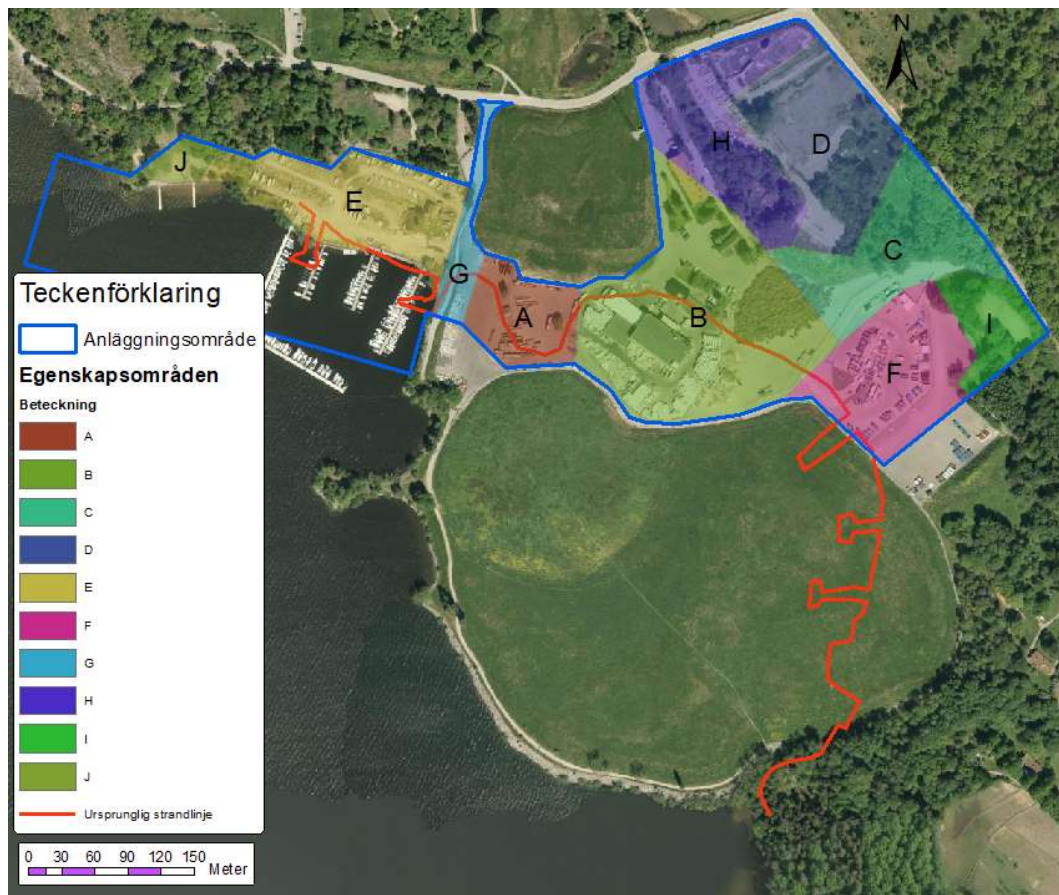 N
J
E
H
D
G
C
A
B
I
F
Teckenförklaring
Anläggningsområde
Egenskapsområden
Beteckning
A
B
C
D
E
F
G
H
I
J
Ursprunglig strandlinje
0 30 60 90 120 150
Meter